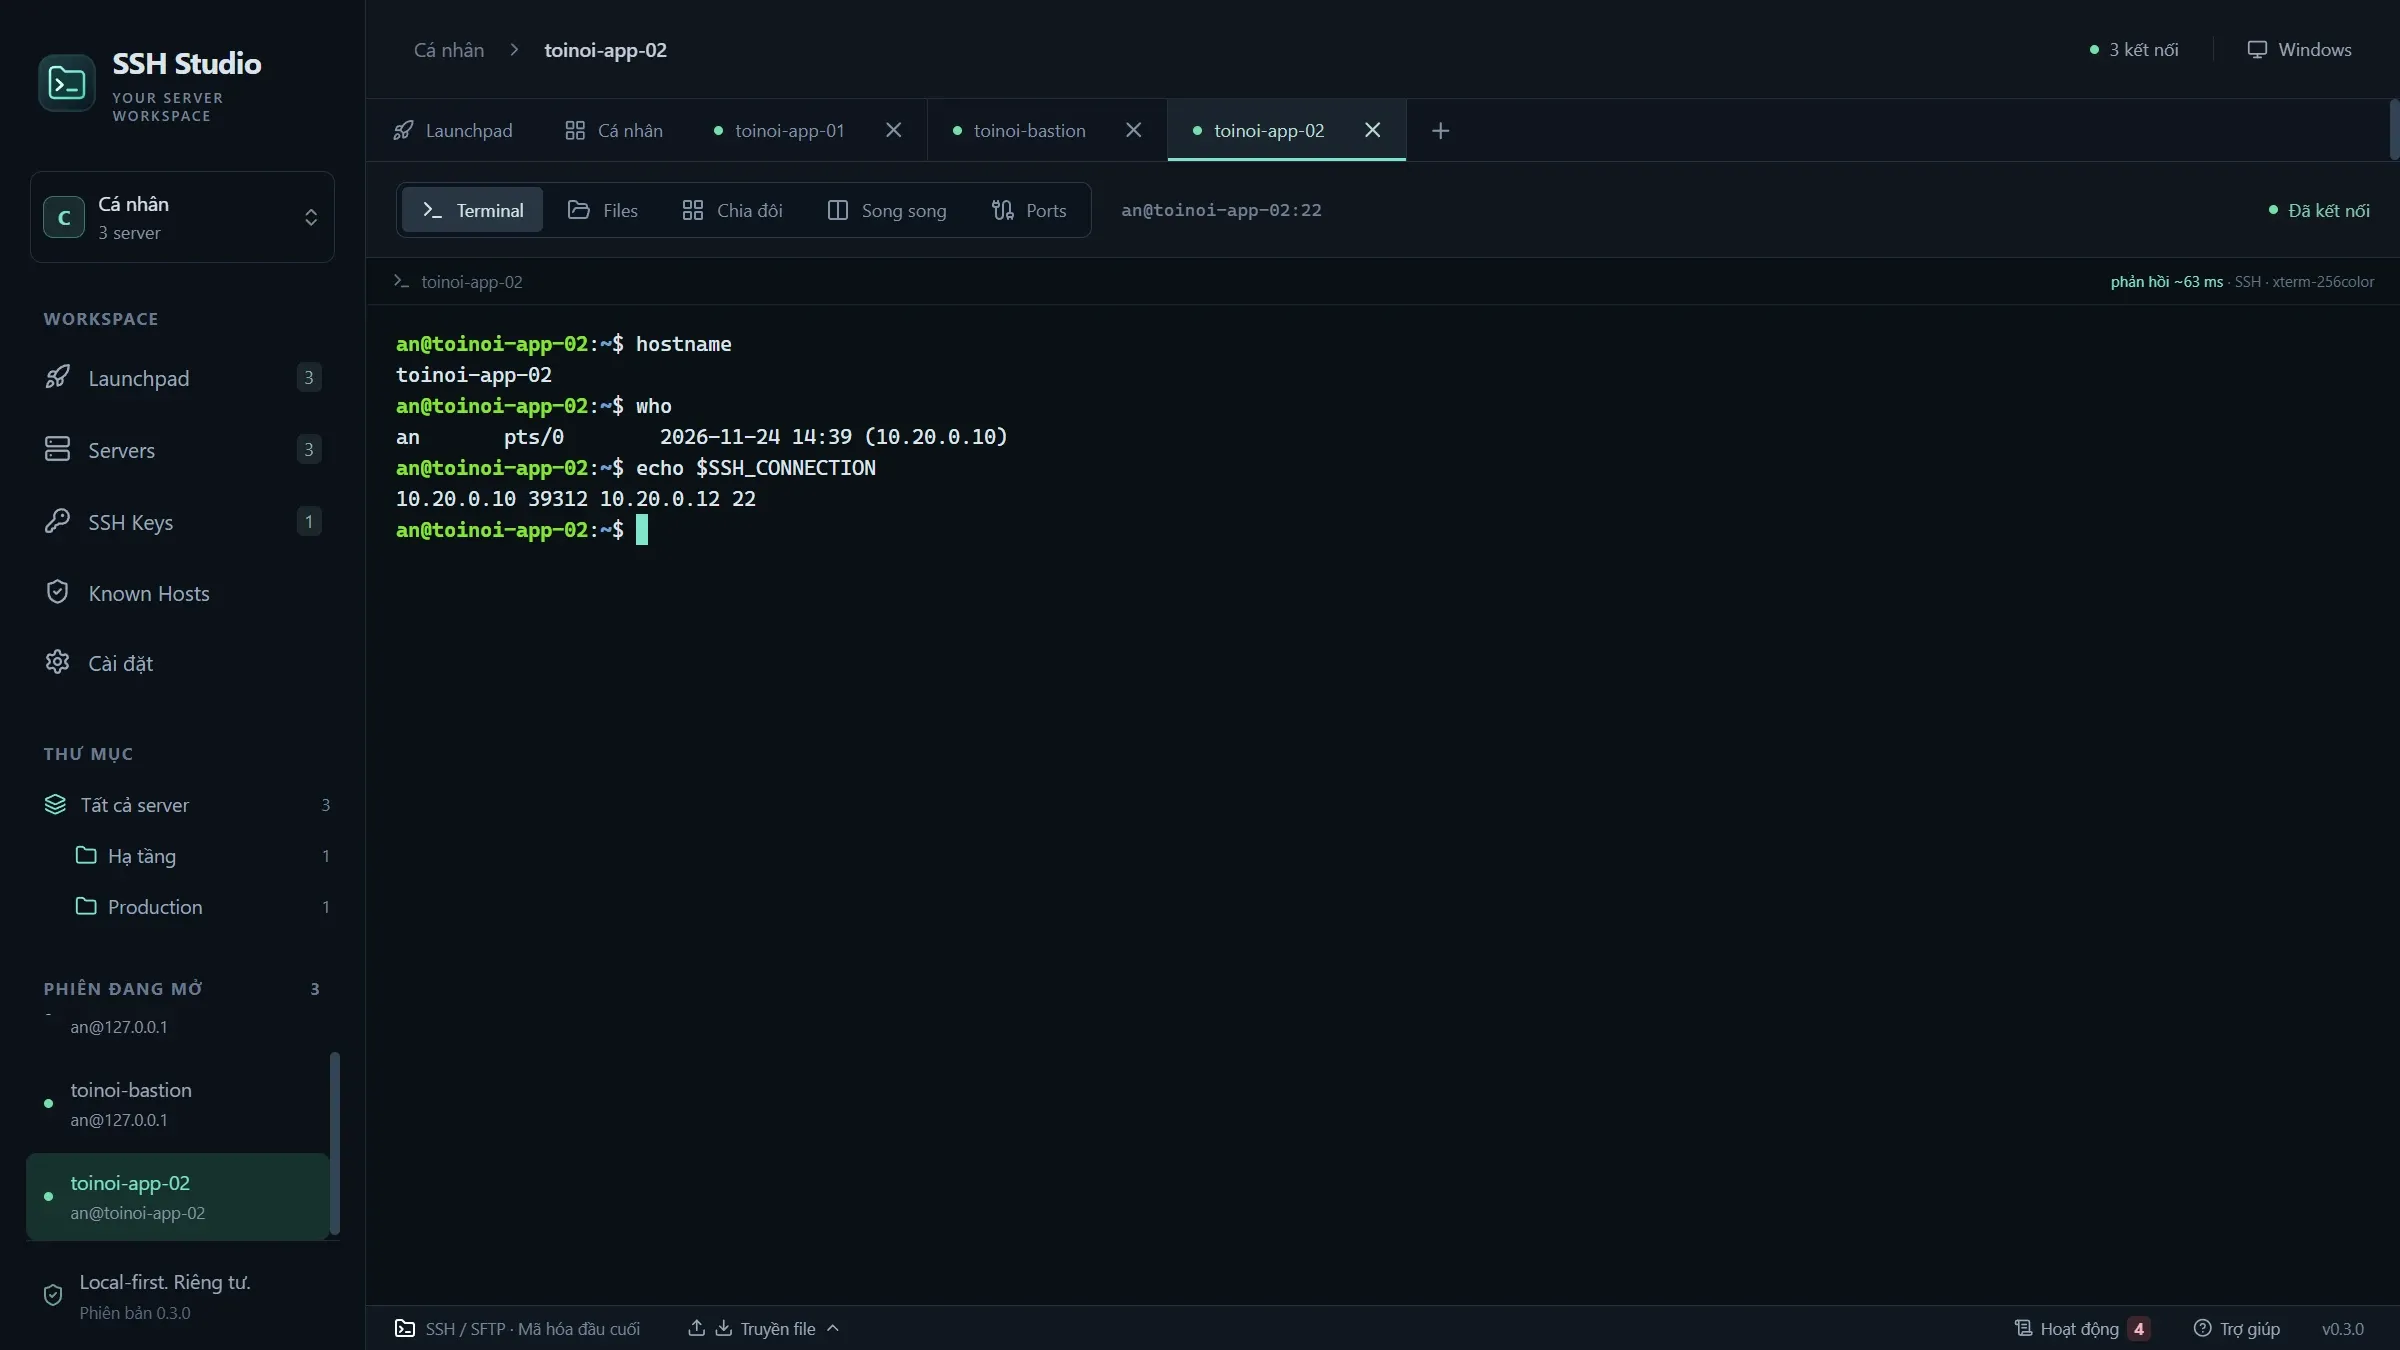 SSH Studio
YOUR SERVER
WORKSPACE
C
Cá nhân
3 server
WORKSPACE
Launchpad 3
Servers 3
SSH Keys 1
Known Hosts
Cài đặt
THƯ MỤC
Tất cả server 3
Hạ tầng 1
Production 1
PHIÊN ĐANG MỞ 3
an@127.0.0.1
toinoi-bastion
an@127.0.0.1
toinoi-app-02
an@toinoi-app-02
Local-first. Riêng tư.
Phiên bản 0.3.0
Cá nhân > toinoi-app-02
3 kết nối
Windows
Launchpad
Cá nhân
toinoi-app-01
toinoi-bastion
toinoi-app-02
Terminal
Files
Chia đôi
Song song
Ports
an@toinoi-app-02:22
Đã kết nối
toinoi-app-02
phản hồi ~63 ms · SSH · xterm-256color
an@toinoi-app-02:~$ hostname
toinoi-app-02
an@toinoi-app-02:~$ who
an       pts/0        2026-11-24 14:39 (10.20.0.10)
an@toinoi-app-02:~$ echo $SSH_CONNECTION
10.20.0.10 39312 10.20.0.12 22
an@toinoi-app-02:~$
SSH / SFTP · Mã hóa đầu cuối
Truyền file
Hoạt động 4
Trợ giúp
v0.3.0